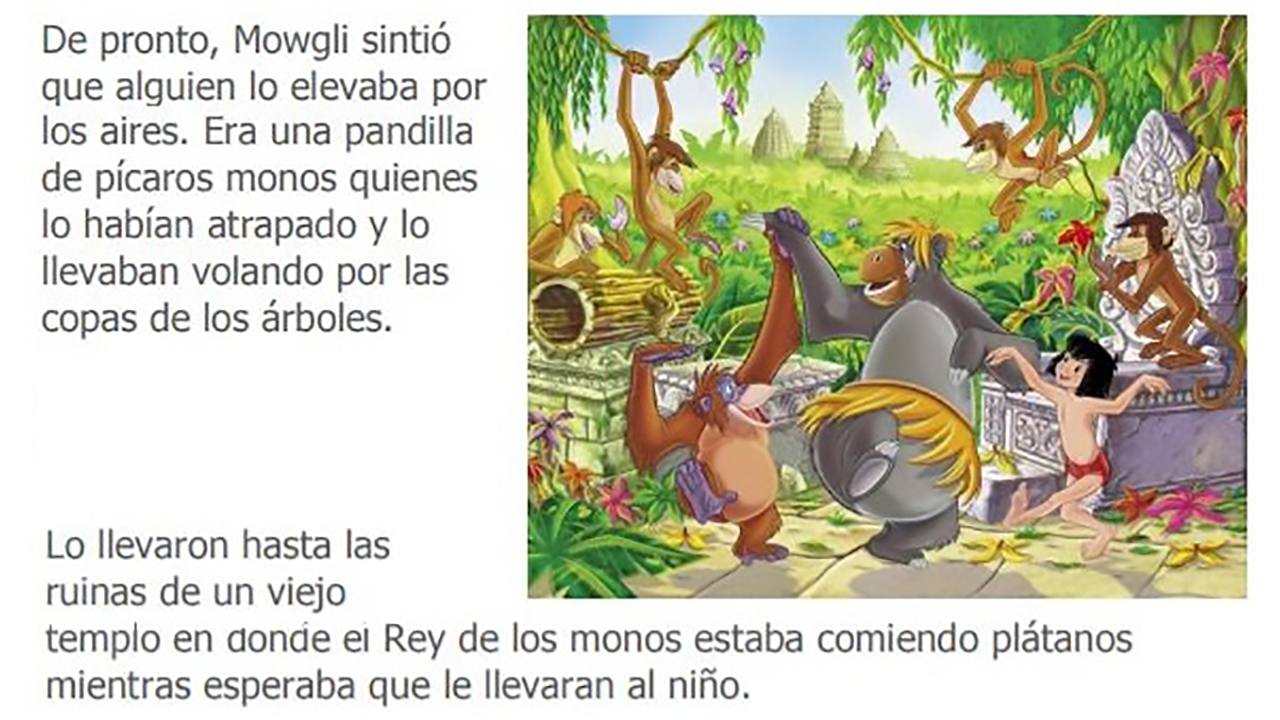 De pronto, Mowgli sintió
que alguien lo elevaba por
los aires. Era una pandilla
de pícaros monos quienes
lo habían atrapado y lo
llevaban volando por las
copas de los árboles.
Lo llevaron hasta las
ruinas de un viejo
templo en donde el Rey de los monos estaba comiendo plátanos
mientras esperaba que le llevaran al niño.